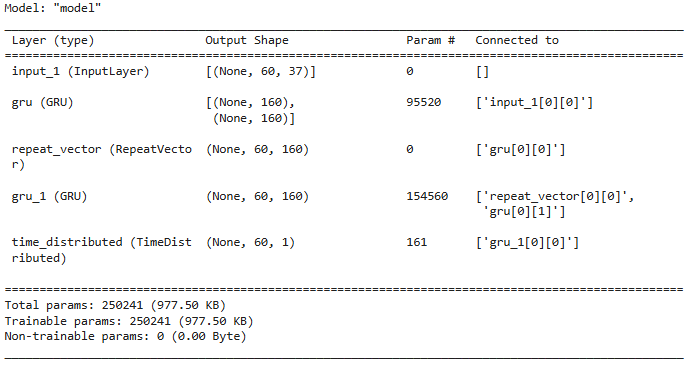 Model: "model"
Layer (type) Output Shape Param # Connected to
input_1 (InputLayer) [(None, 60, 37)] 0 []
gru (GRU) [(None, 160), 95520 ['input_1[0][0]']
(None, 160)]
repeat_vector (RepeatVecto (None, 60, 160) 0 ['gru[0][0]']
r)
gru_1 (GRU) (None, 60, 160) 154560 ['repeat_vector[0][0]',
'gru[0][1]']
time_distributed (TimeDist (None, 60, 1) 161 ['gru_1[0][0]']
ributed)
Total params: 250241 (977.50 KB)
Trainable params: 250241 (977.50 KB)
Non-trainable params: 0 (0.00 Byte)